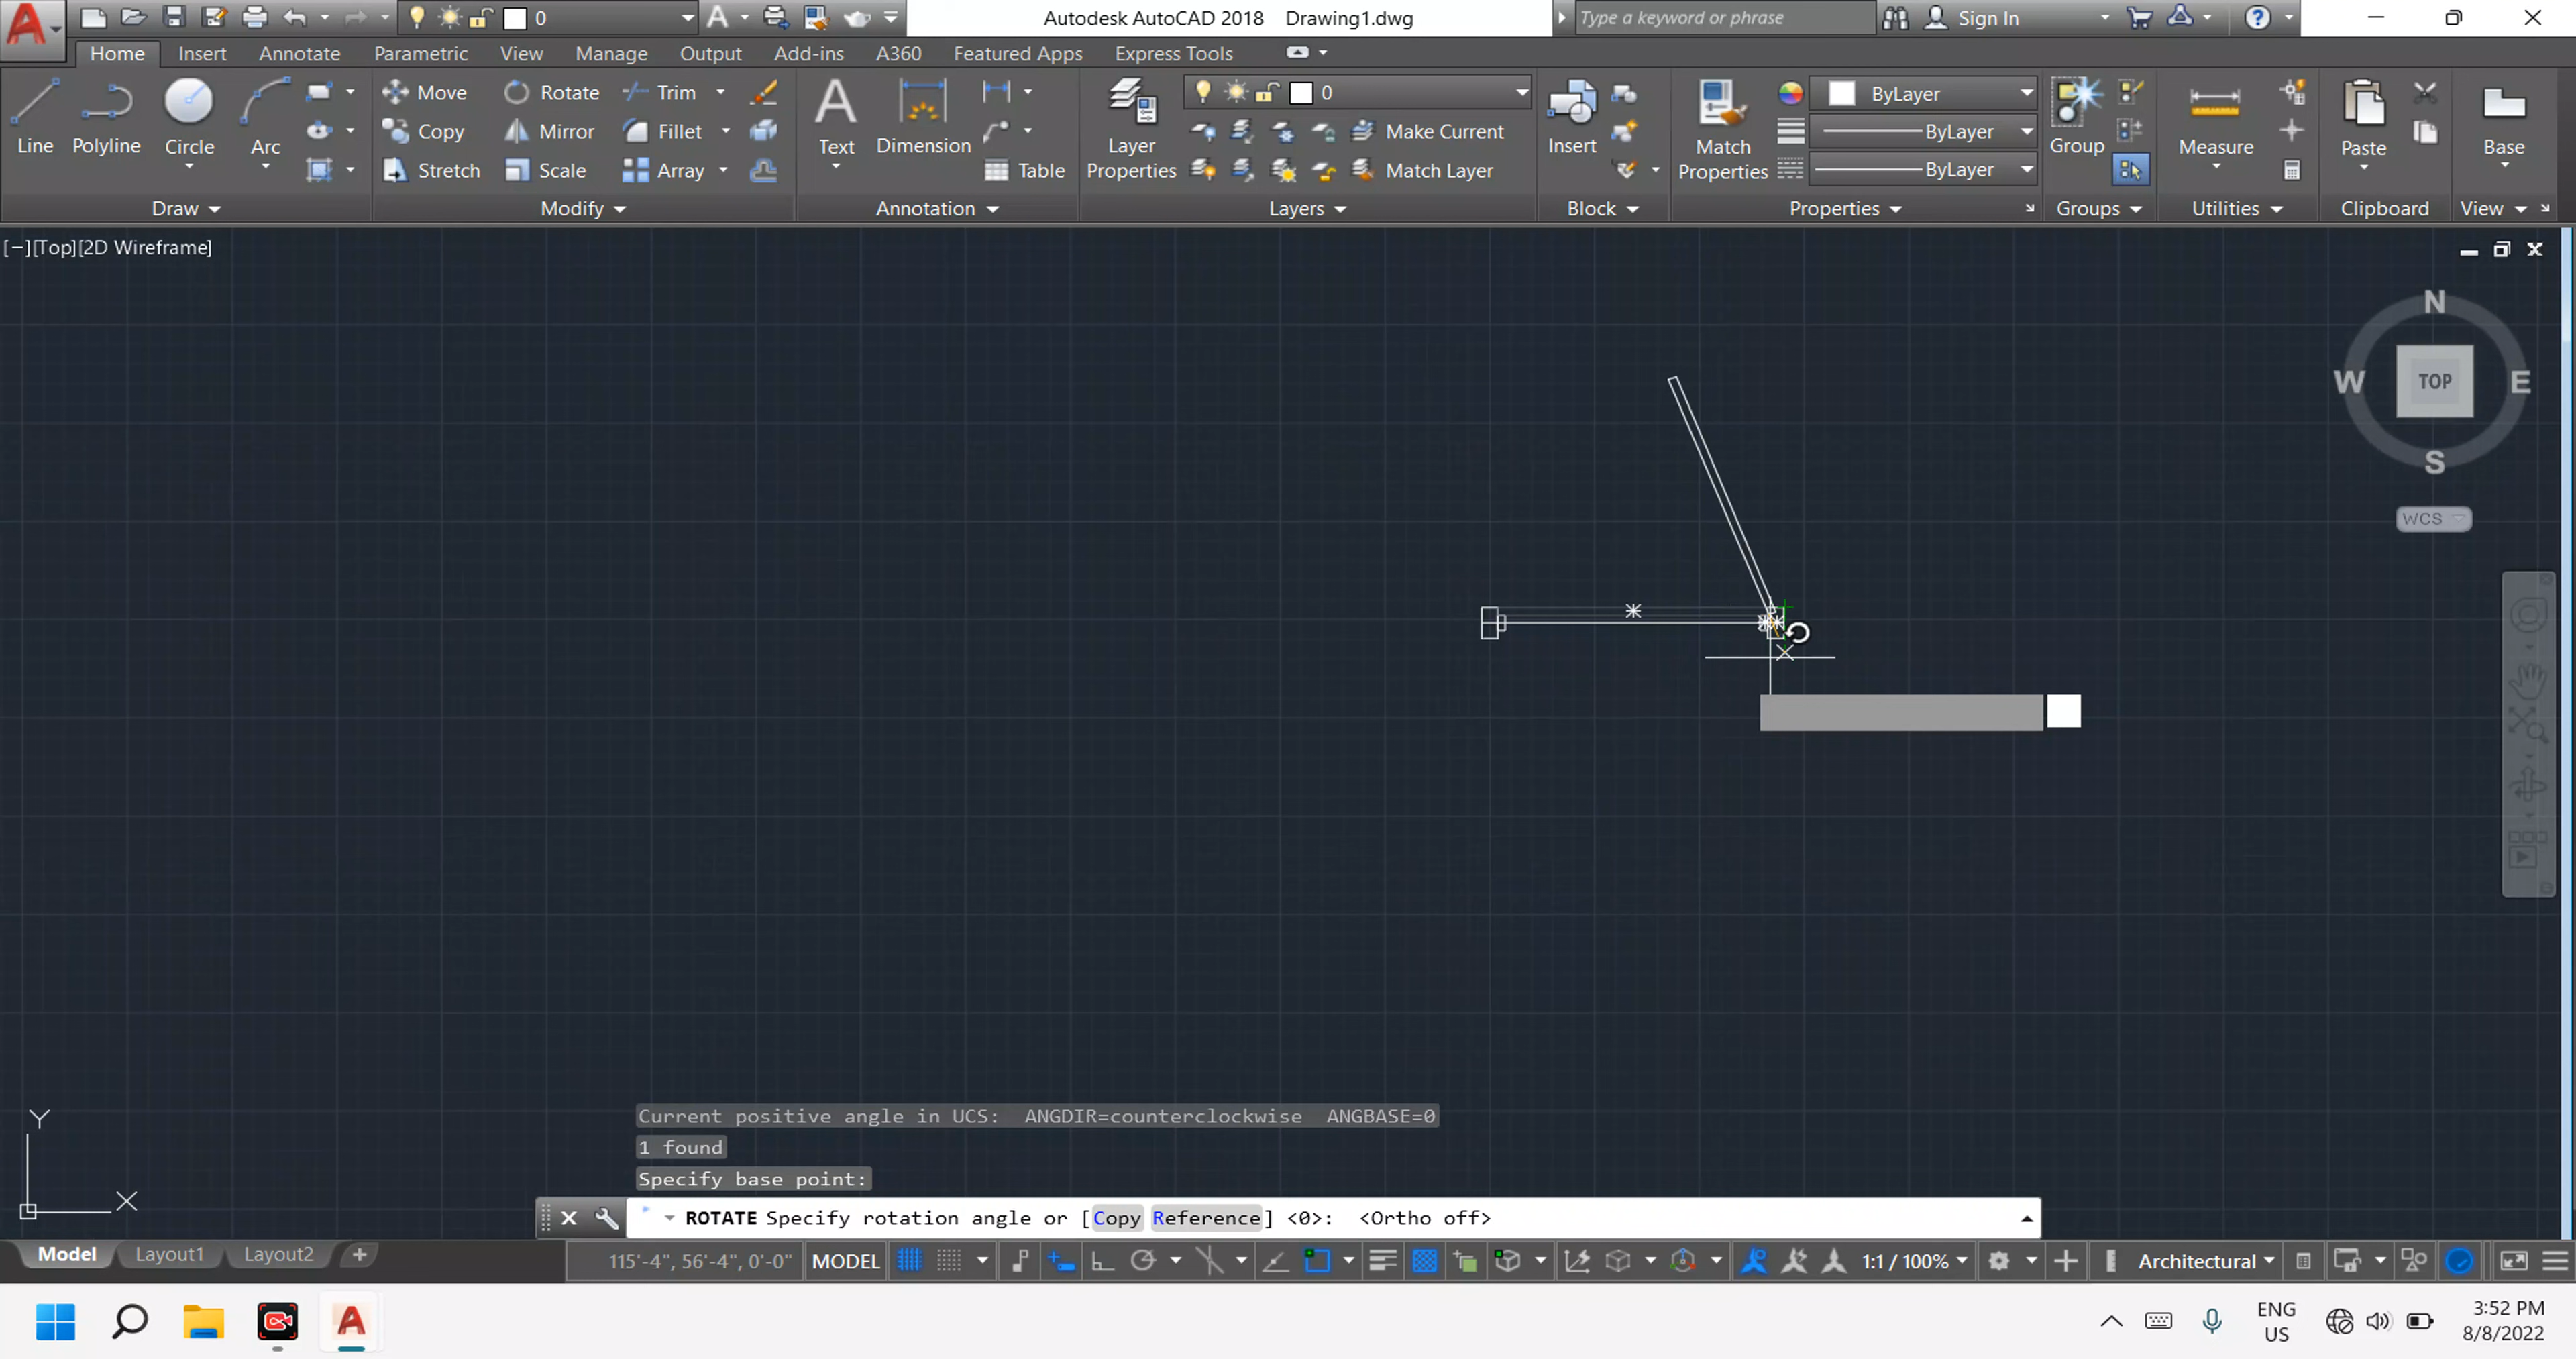 0
Autodesk AutoCAD 2018 Drawing1.dwg
Type a keyword or phrase
Sign In
Home Insert Annotate Parametric View Manage Output Add-ins A360 Featured Apps Express Tools
Line Polyline Circle Arc
Draw
Move Rotate Trim
Copy Mirror Fillet
Stretch Scale Array
Modify
Text Dimension
Table
Annotation
Layer
Properties
0
Make Current
Match Layer
Layers
Insert
Block
Match
Properties
ByLayer
ByLayer
ByLayer
Properties
Group
Groups
Measure
Utilities
Paste
Clipboard
Base
View
[−][Top][2D Wireframe]
N
W TOP E
S
WCS
Y
X
Current positive angle in UCS: ANGDIR=counterclockwise ANGBASE=0
1 found
Specify base point:
ROTATE Specify rotation angle or [Copy Reference] <0>: <Ortho off>
Model Layout1 Layout2
115'-4", 56'-4", 0'-0" MODEL 1:1 / 100% Architectural
ENG
US
3:52 PM
8/8/2022